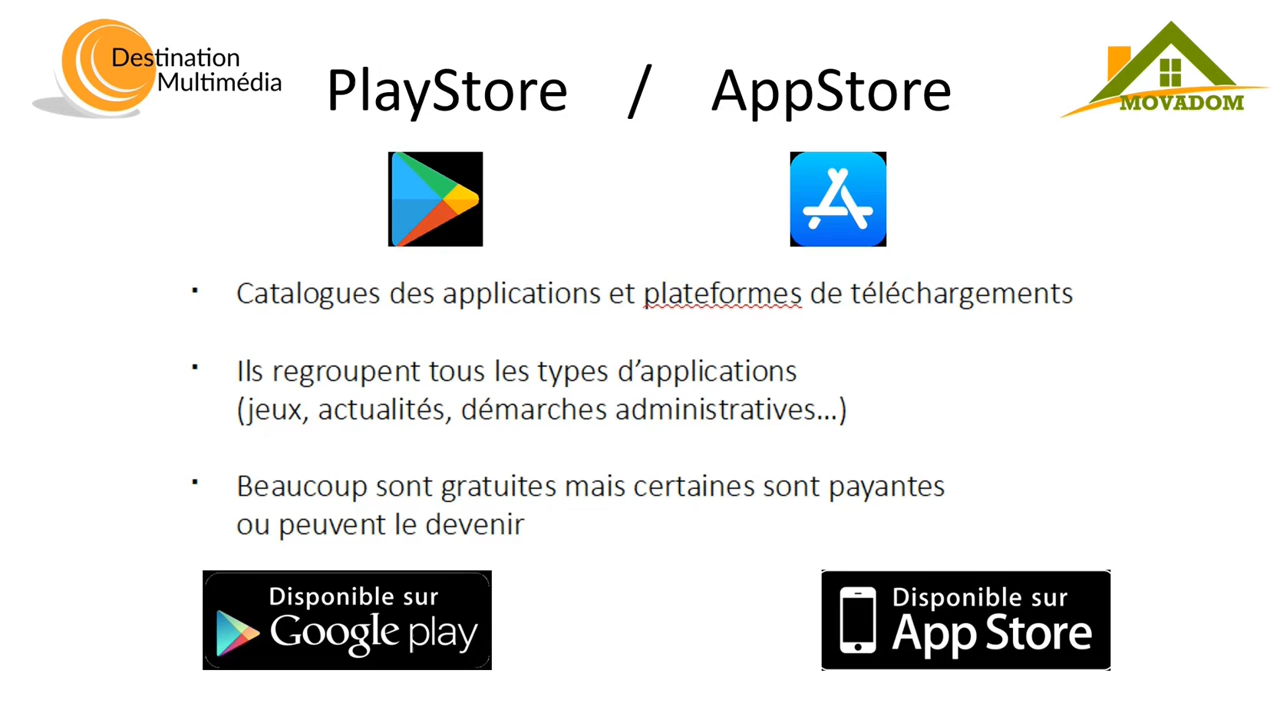 Destination
Multimédia
PlayStore / AppStore
MOVADOM
· Catalogues des applications et plateformes de téléchargements
· Ils regroupent tous les types d’applications
(jeux, actualités, démarches administratives...)
· Beaucoup sont gratuites mais certaines sont payantes
ou peuvent le devenir
Disponible sur
Google play
Disponible sur
App Store